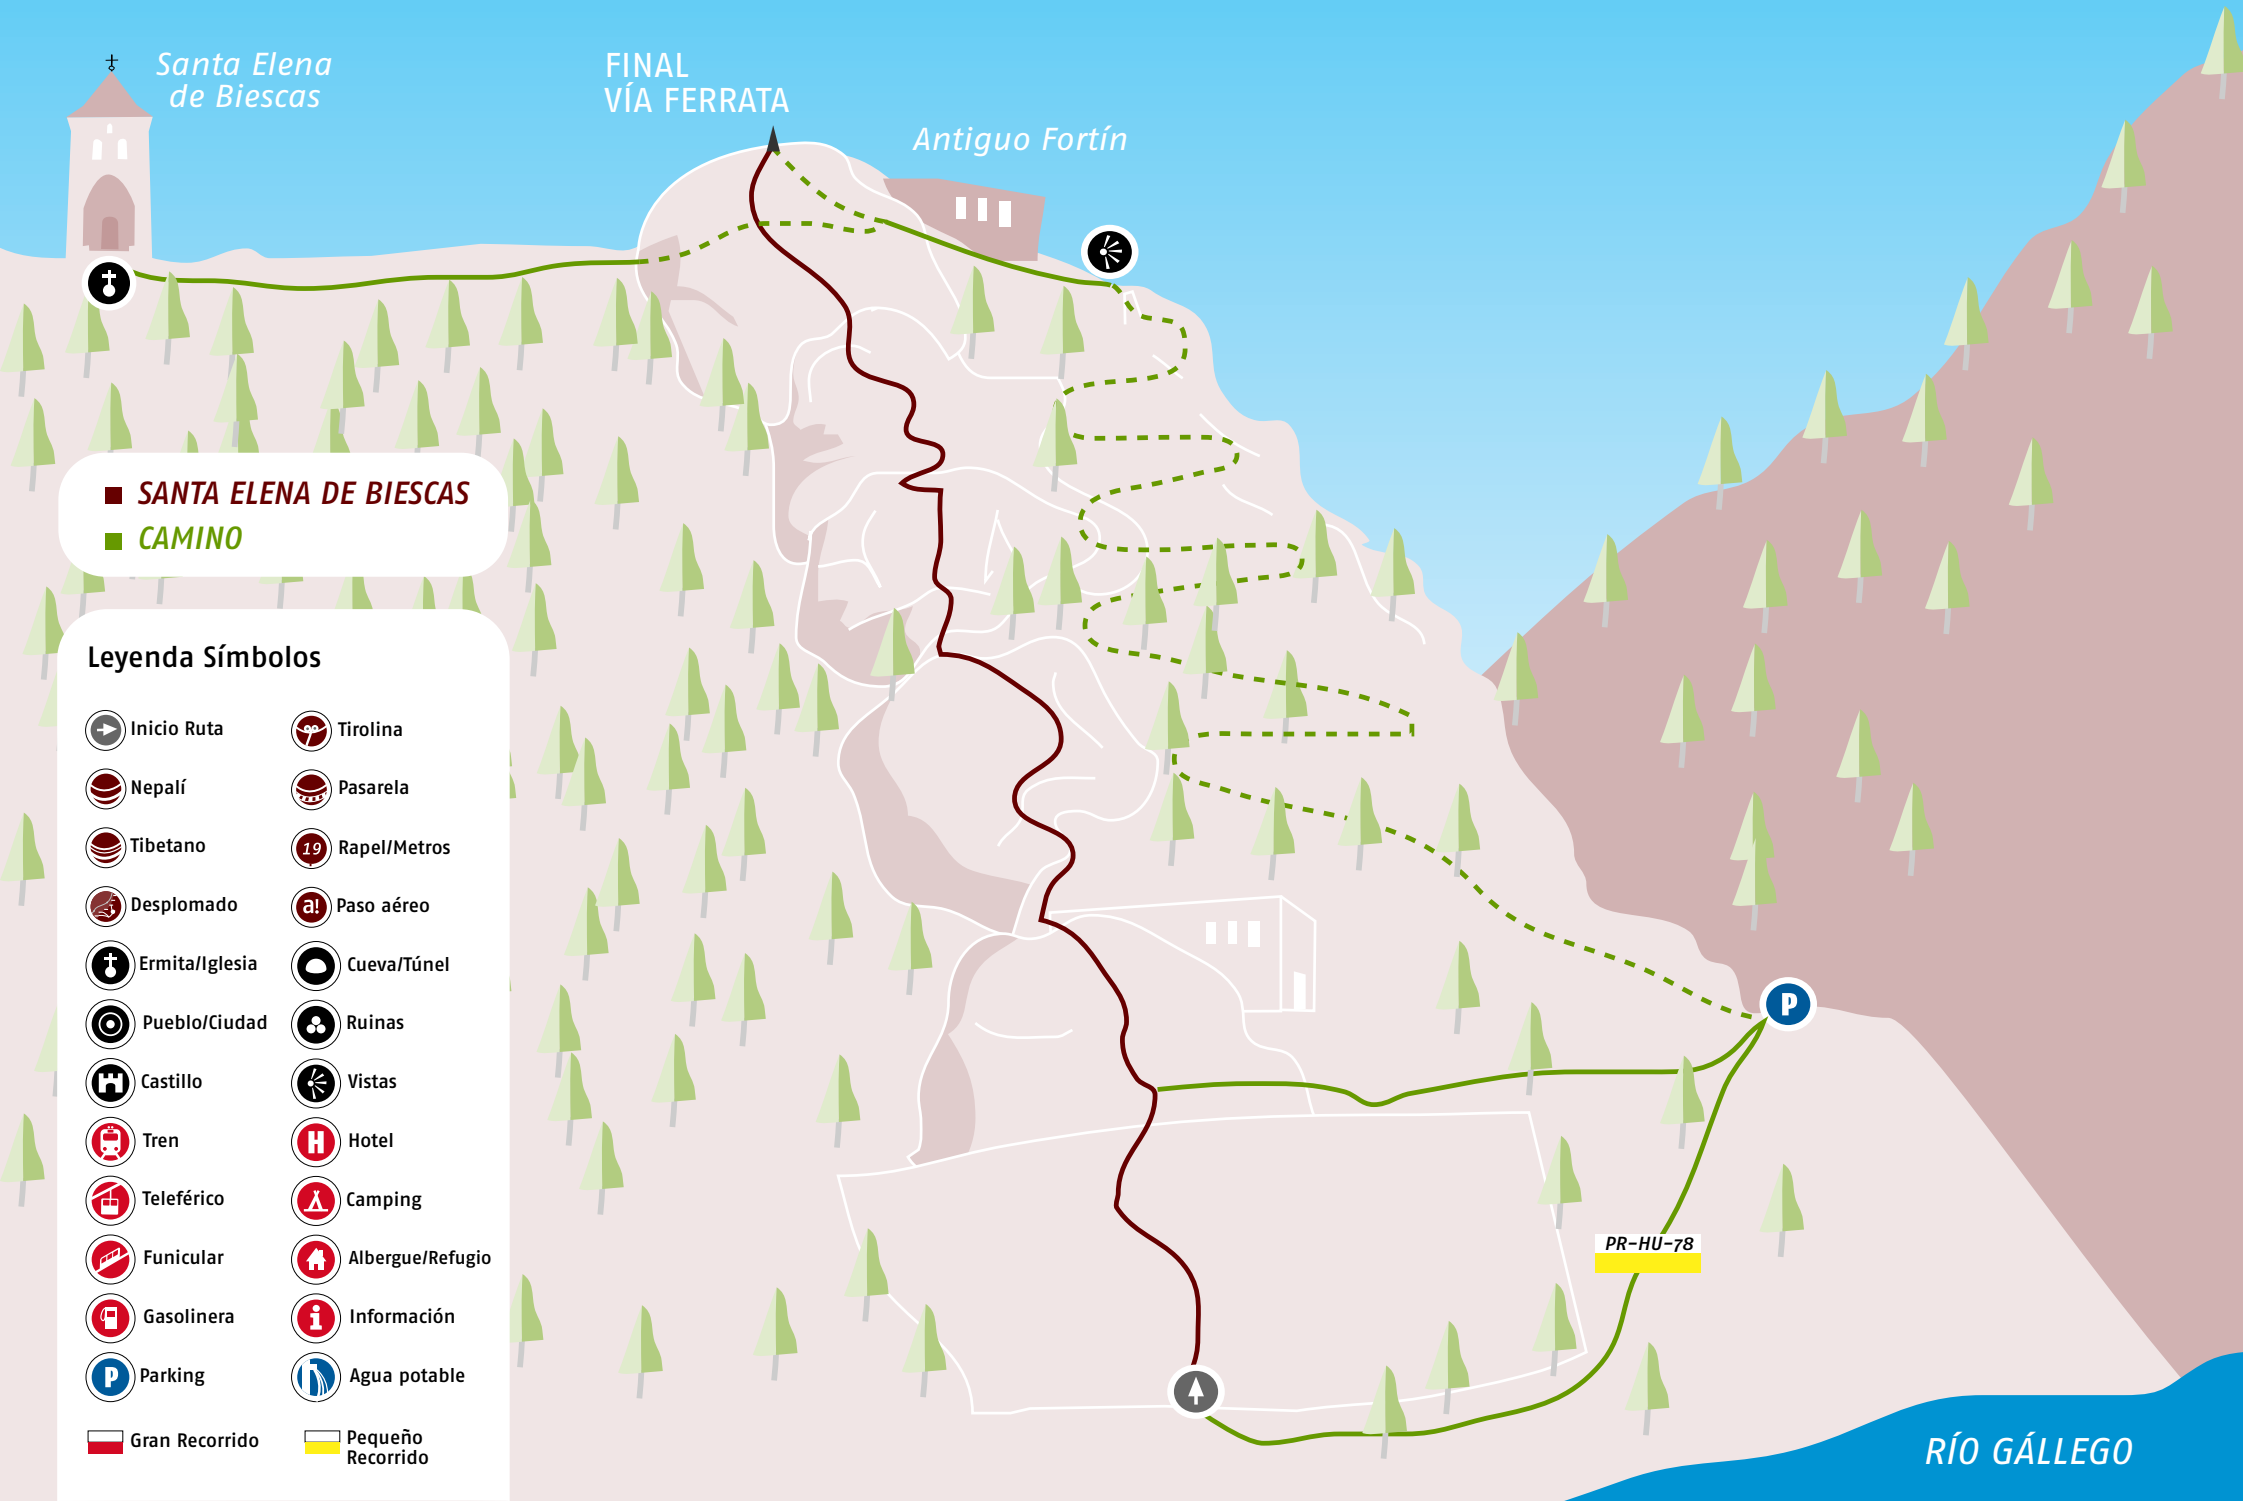 Santa Elena
de Biescas
FINAL
VÍA FERRATA
Antiguo Fortín
SANTA ELENA DE BIESCAS
CAMINO
Leyenda Símbolos
Inicio Ruta
Tirolina
Nepalí
Pasarela
Tibetano
19
Rapel/Metros
Desplomado
a!
Paso aéreo
Ermita/Iglesia
Cueva/Túnel
Pueblo/Ciudad
Ruinas
Castillo
Vistas
Tren
H
Hotel
Teleférico
Camping
Funicular
Albergue/Refugio
Gasolinera
i
Información
P
Parking
Agua potable
Gran Recorrido
Pequeño
Recorrido
P
PR-HU-78
RÍO GÁLLEGO